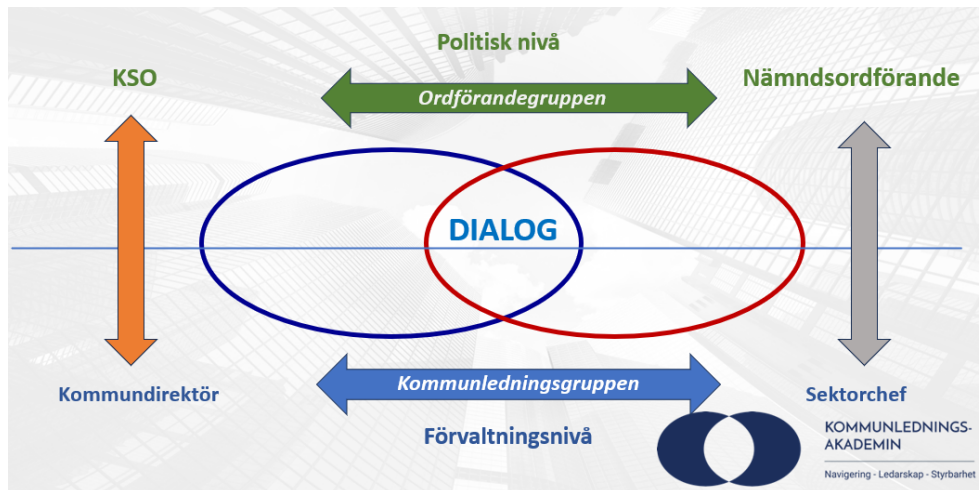 Politisk nivå
KSO
Nämndsordförande
Ordförandegruppen
DIALOG
Kommunledningsgruppen
Kommundirektör
Sektorchef
Förvaltningsnivå
KOMMUNLEDNINGS-
AKADEMIN
Navigering - Ledarskap - Styrbarhet